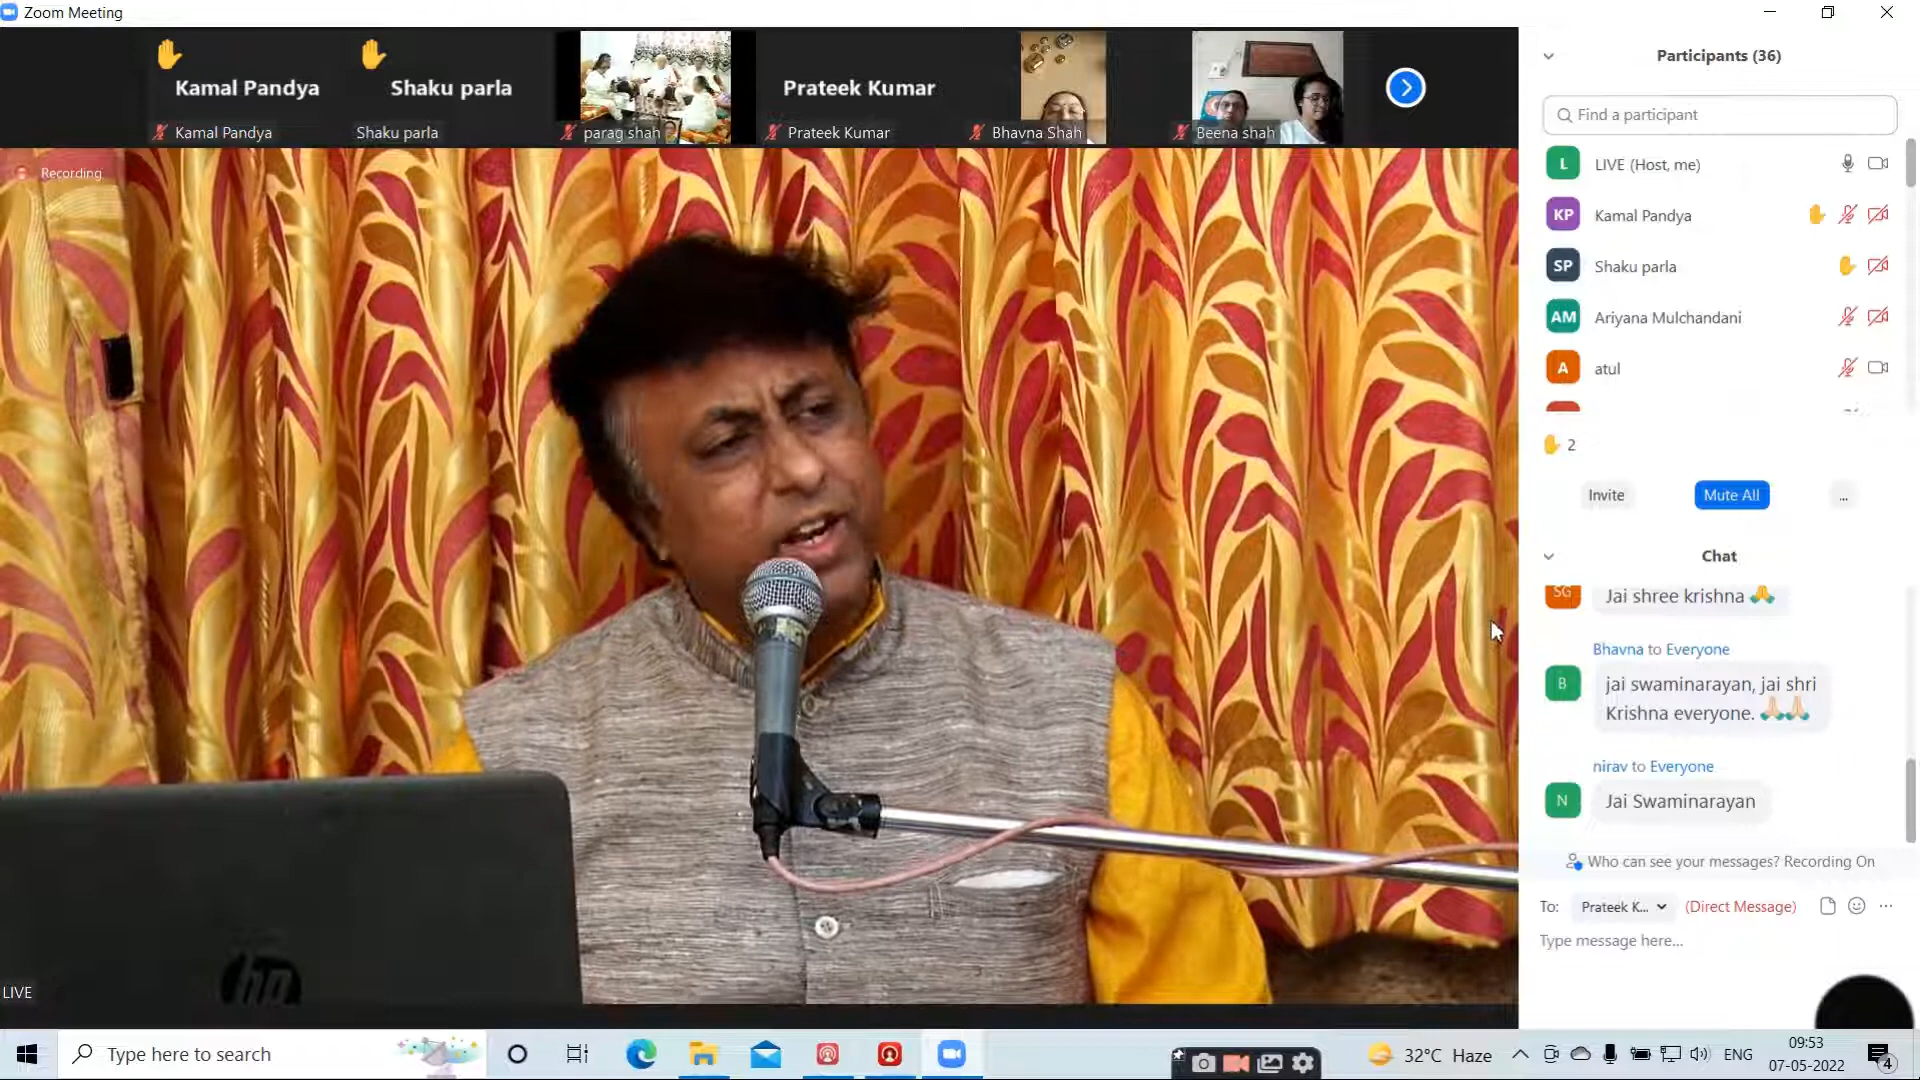 Zoom Meeting
Kamal Pandya
Shaku parla
Prateek Kumar
Kamal Pandya
Shaku parla
parag shah
Prateek Kumar
Bhavna Shah
Beena shah
Recording
hp
LIVE
Participants (36)
Find a participant
L LIVE (Host, me)
KP Kamal Pandya
SP Shaku parla
AM Ariyana Mulchandani
A atul
2
Invite
Mute All
...
Chat
SG Jai shree krishna 🙏
Bhavna to Everyone
B jai swaminarayan, jai shri
Krishna everyone. 🙏🏻🙏🏻
nirav to Everyone
N Jai Swaminarayan
Who can see your messages? Recording On
To: Prateek K... (Direct Message)
Type message here...
Type here to search
32°C Haze
ENG
09:53
07-05-2022
4